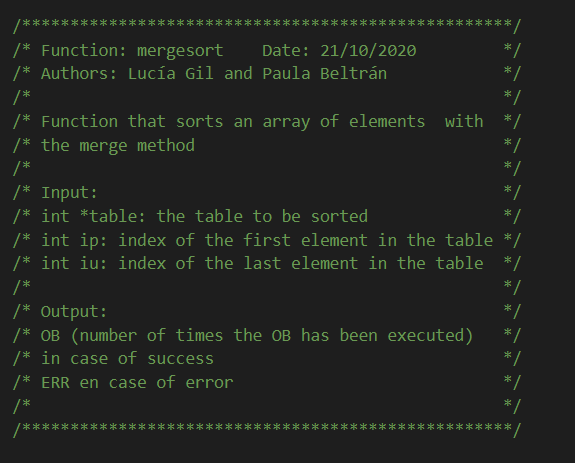 /***************************************************/
/* Function: mergesort    Date: 21/10/2020         */
/* Authors: Lucía Gil and Paula Beltrán            */
/*                                                 */
/* Function that sorts an array of elements  with  */
/* the merge method                                */
/*                                                 */
/* Input:                                          */
/* int *table: the table to be sorted              */
/* int ip: index of the first element in the table */
/* int iu: index of the last element in the table  */
/*                                                 */
/* Output:                                         */
/* OB (number of times the OB has been executed)   */
/* in case of success                              */
/* ERR en case of error                            */
/*                                                 */
/***************************************************/